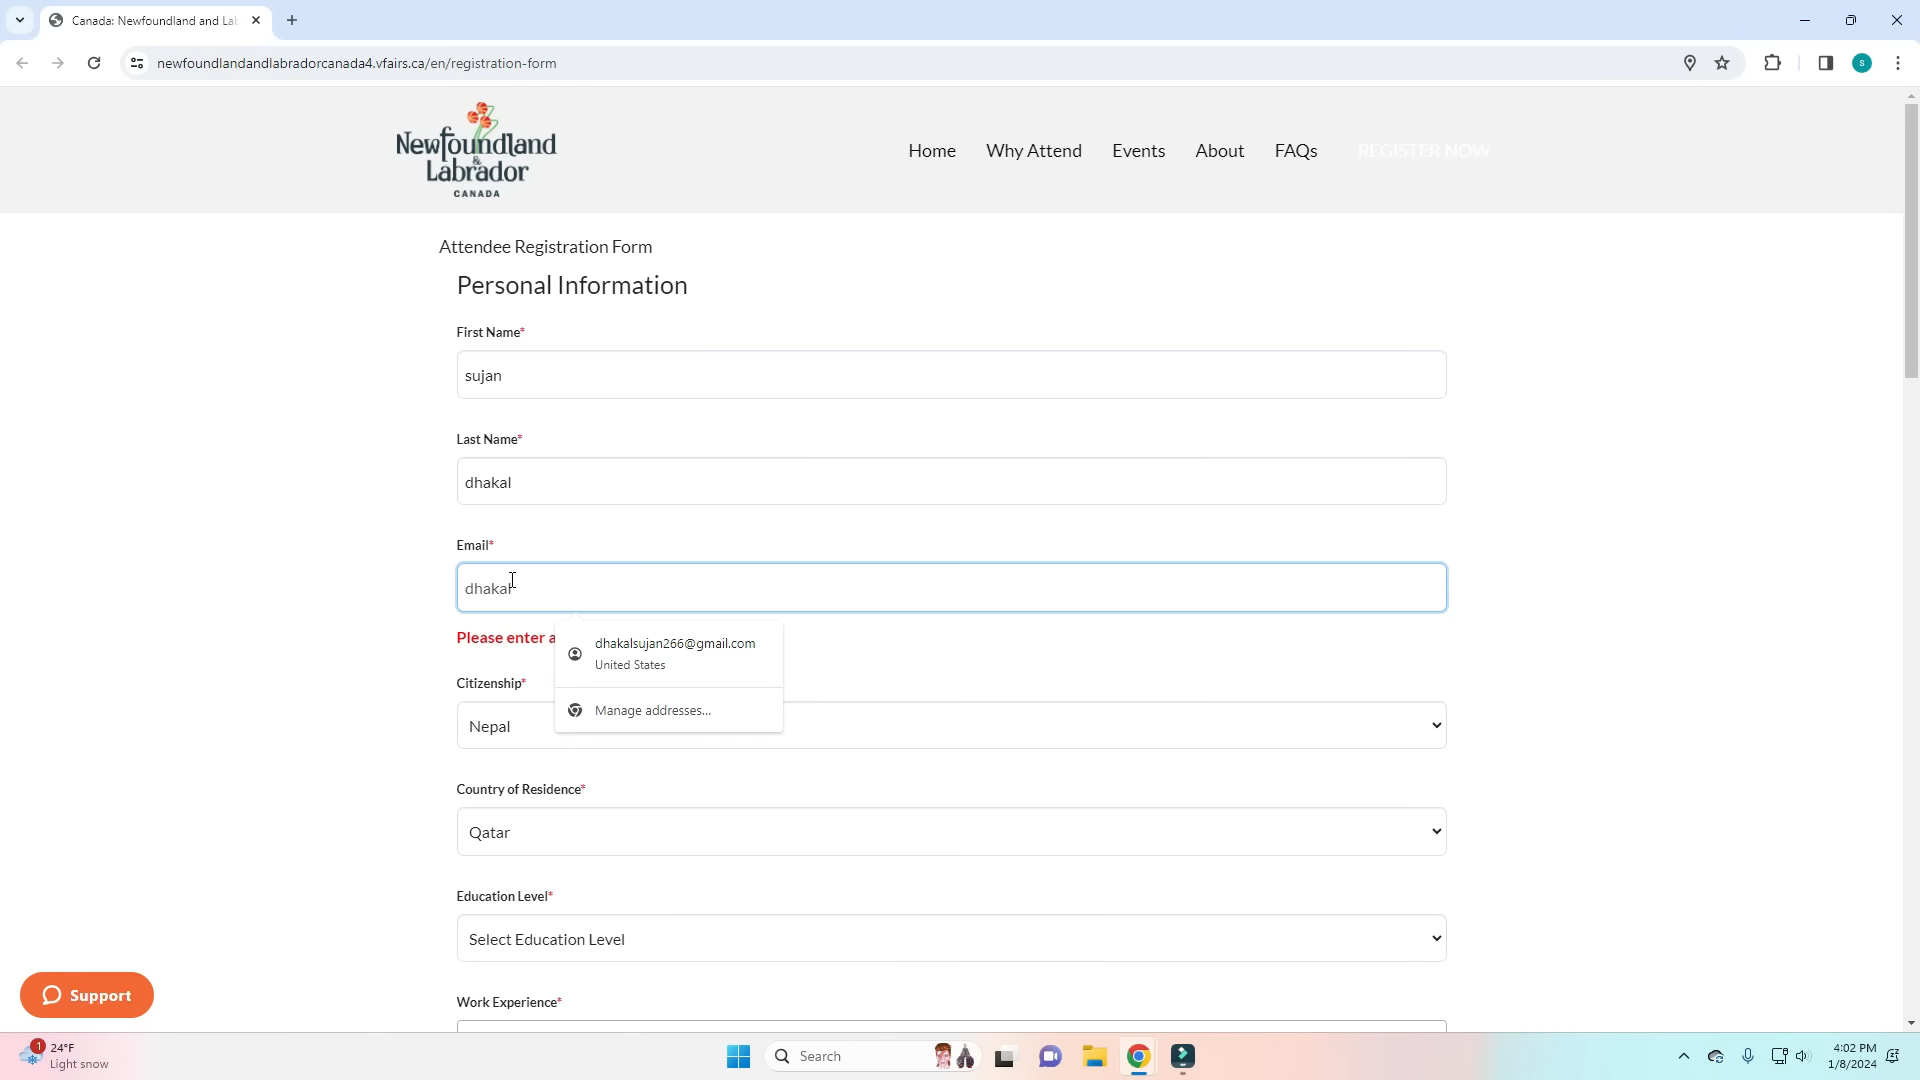 Canada: Newfoundland and La
newfoundlandandlabradorcanada4.vfairs.ca/en/registration-form
S
Newfoundland
&
Labrador
CANADA
Home
Why Attend
Events
About
FAQs
REGISTER NOW
Attendee Registration Form
Personal Information
First Name*
sujan
Last Name*
dhakal
Email*
dhakal
Please enter a
dhakalsujan266@gmail.com
United States
Manage addresses...
Citizenship*
Nepal
Country of Residence*
Qatar
Education Level*
Select Education Level
Work Experience*
Support
1
24°F
Light snow
Search
4:02 PM
1/8/2024